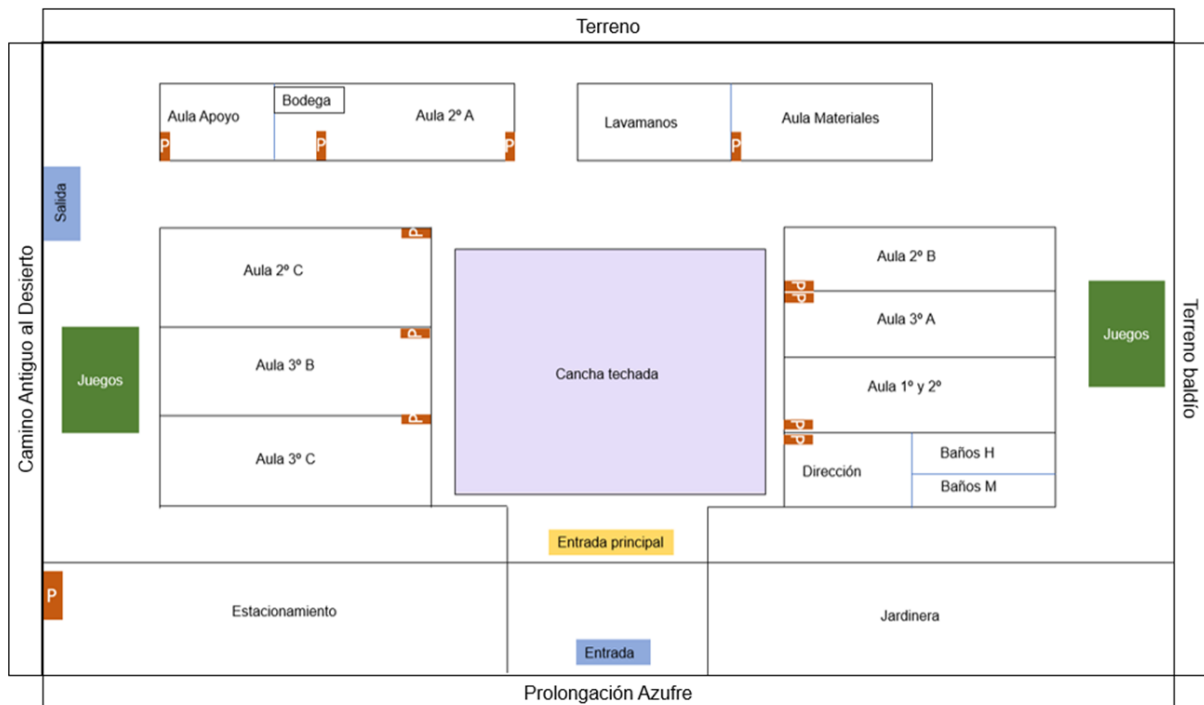 Terreno
Aula Apoyo
Bodega
Aula 2º A
P
P
P
Lavamanos
Aula Materiales
P
Salida
Camino Antiguo al Desierto
Juegos
Aula 2º C
P
Aula 3º B
P
Aula 3º C
P
Cancha techada
Aula 2º B
P
Aula 3º A
P
Aula 1º y 2º
P
Dirección
P
Baños H
Baños M
Juegos
Terreno baldío
Entrada principal
P
Estacionamiento
Entrada
Jardinera
Prolongación Azufre